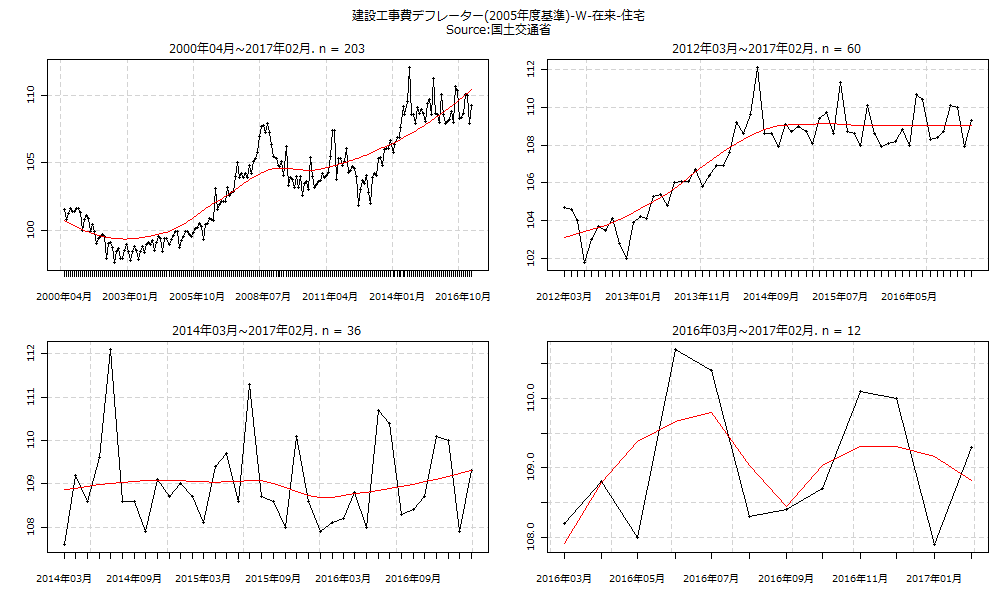 建設工事費デフレーター(2005年度基準)-W-在来-住宅
Source:国土交通省
2000年04月~2017年02月. n = 203
110
105
100
2000年04月 2003年01月 2005年10月 2008年07月 2011年04月 2014年01月 2016年10月
2012年03月~2017年02月. n = 60
112
110
108
106
104
102
2012年03月 2013年01月 2013年11月 2014年09月 2015年07月 2016年05月
2014年03月~2017年02月. n = 36
112
111
110
109
108
2014年03月 2014年09月 2015年03月 2015年09月 2016年03月 2016年09月
2016年03月~2017年02月. n = 12
110.0
109.0
108.0
2016年03月 2016年05月 2016年07月 2016年09月 2016年11月 2017年01月